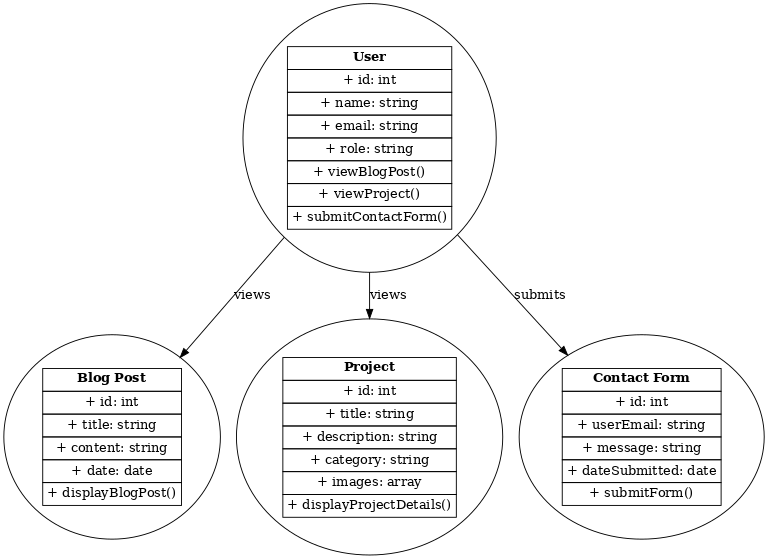 User
+ id: int
+ name: string
+ email: string
+ role: string
+ viewBlogPost()
+ viewProject()
+ submitContactForm()
views
views
submits
Blog Post
+ id: int
+ title: string
+ content: string
+ date: date
+ displayBlogPost()
Project
+ id: int
+ title: string
+ description: string
+ category: string
+ images: array
+ displayProjectDetails()
Contact Form
+ id: int
+ userEmail: string
+ message: string
+ dateSubmitted: date
+ submitForm()